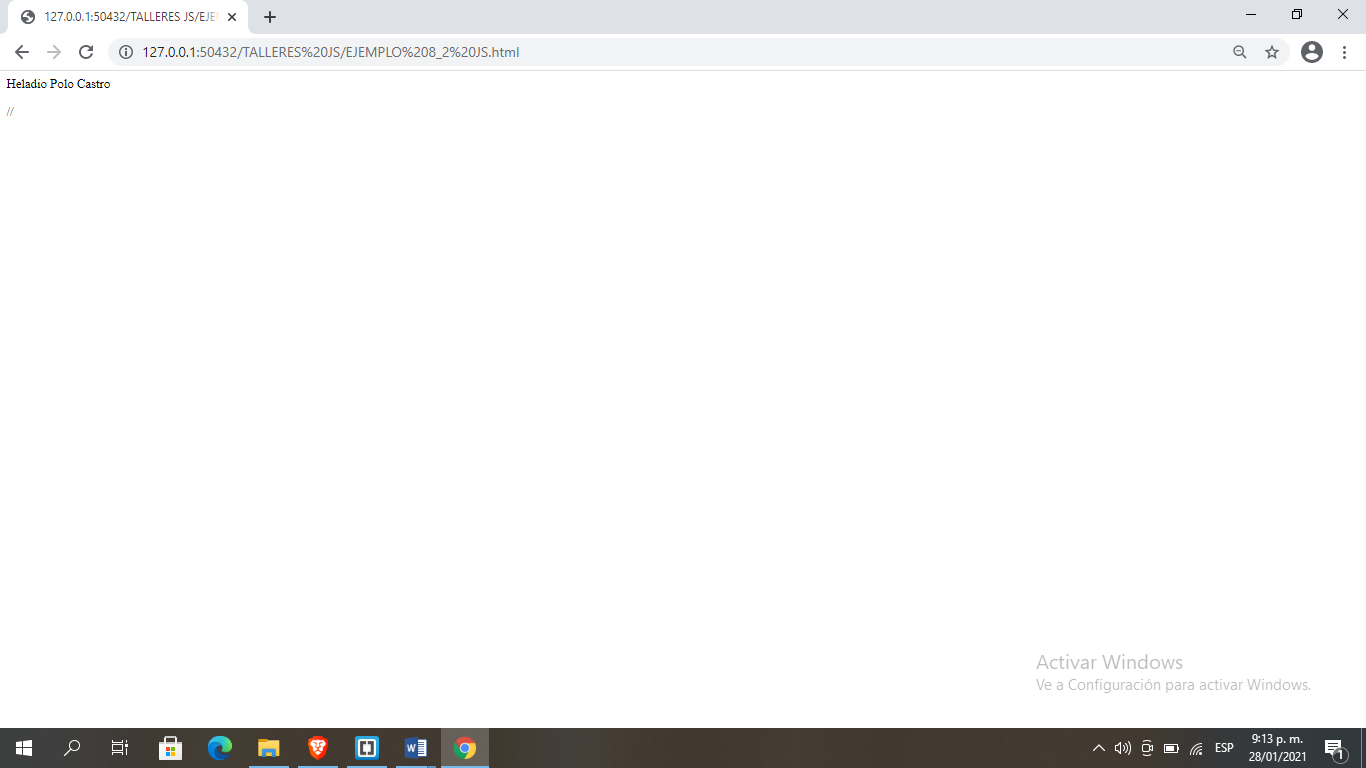 127.0.0.1:50432/TALLERES JS/EJE
127.0.0.1:50432/TALLERES%20JS/EJEMPLO%208_2%20JS.html
Heladio Polo Castro
//
Activar Windows
Ve a Configuración para activar Windows.
ESP
9:13 p. m.
28/01/2021
1